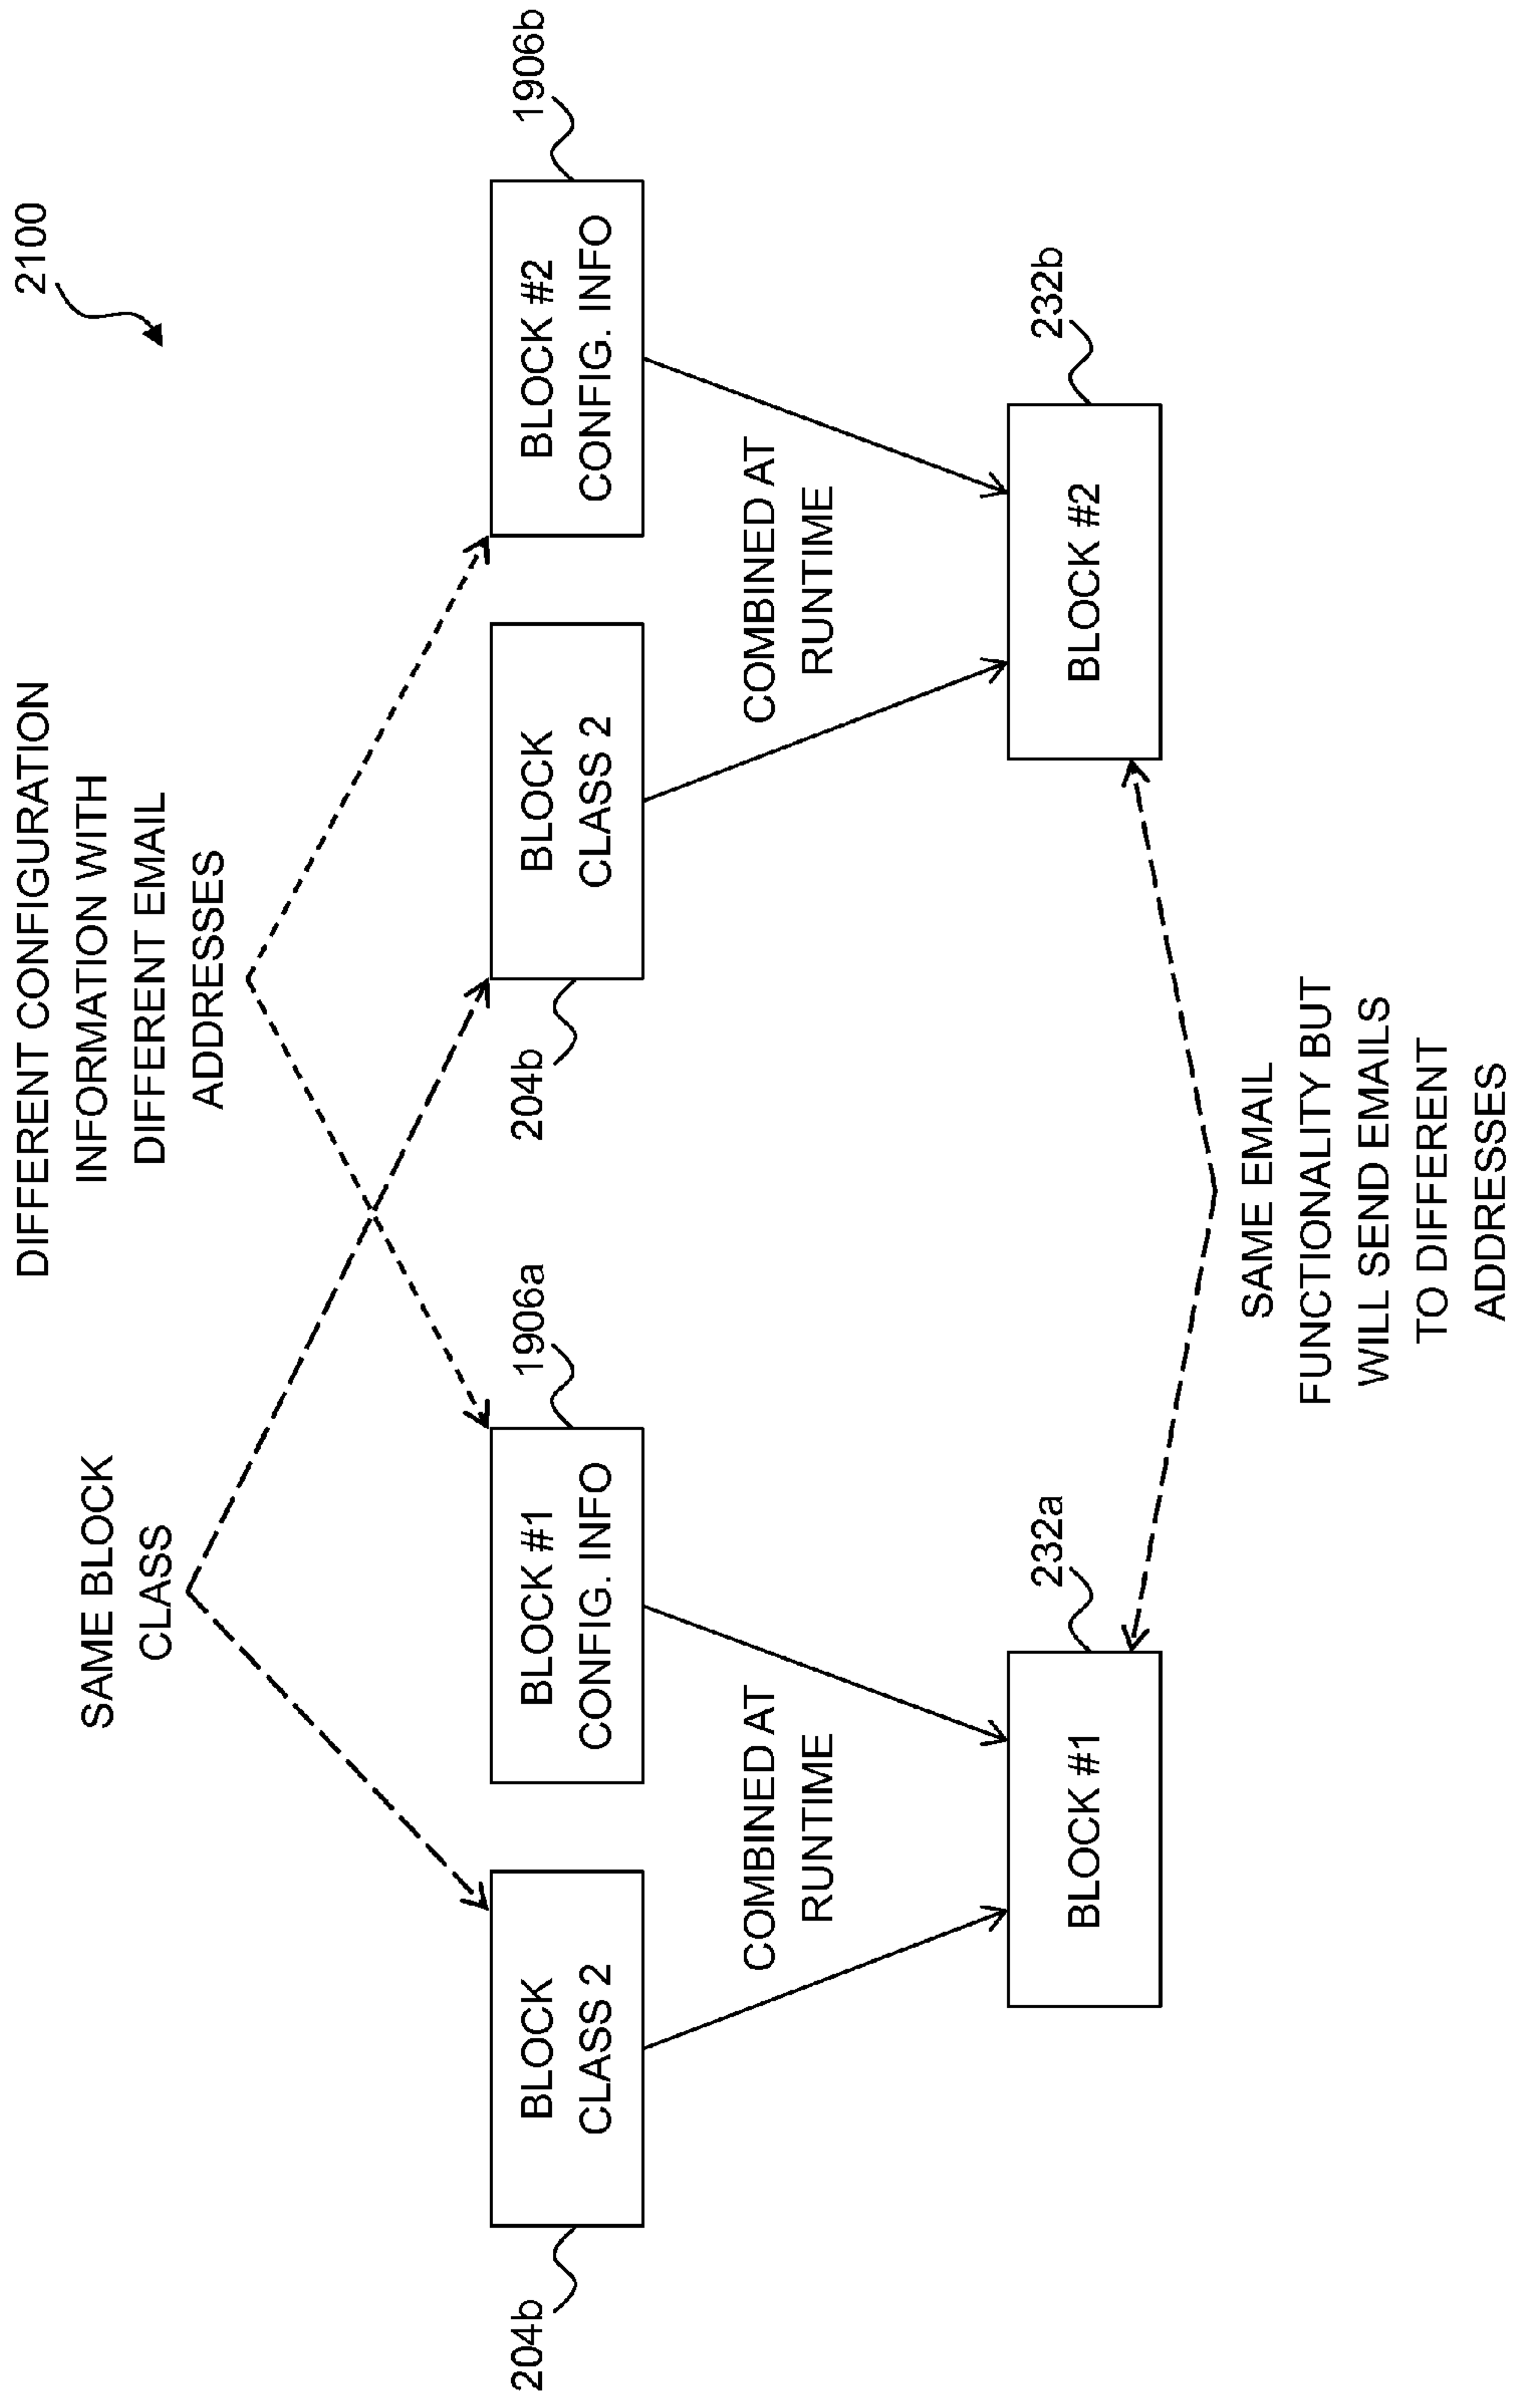 2100
DIFFERENT CONFIGURATION
INFORMATION WITH
DIFFERENT EMAIL
ADDRESSES
SAME BLOCK
CLASS
204b
BLOCK
CLASS 2
BLOCK #1
CONFIG. INFO
1906a
204b
BLOCK
CLASS 2
BLOCK #2
CONFIG. INFO
1906b
COMBINED AT
RUNTIME
COMBINED AT
RUNTIME
BLOCK #1
232a
BLOCK #2
232b
SAME EMAIL
FUNCTIONALITY BUT
WILL SEND EMAILS
TO DIFFERENT
ADDRESSES